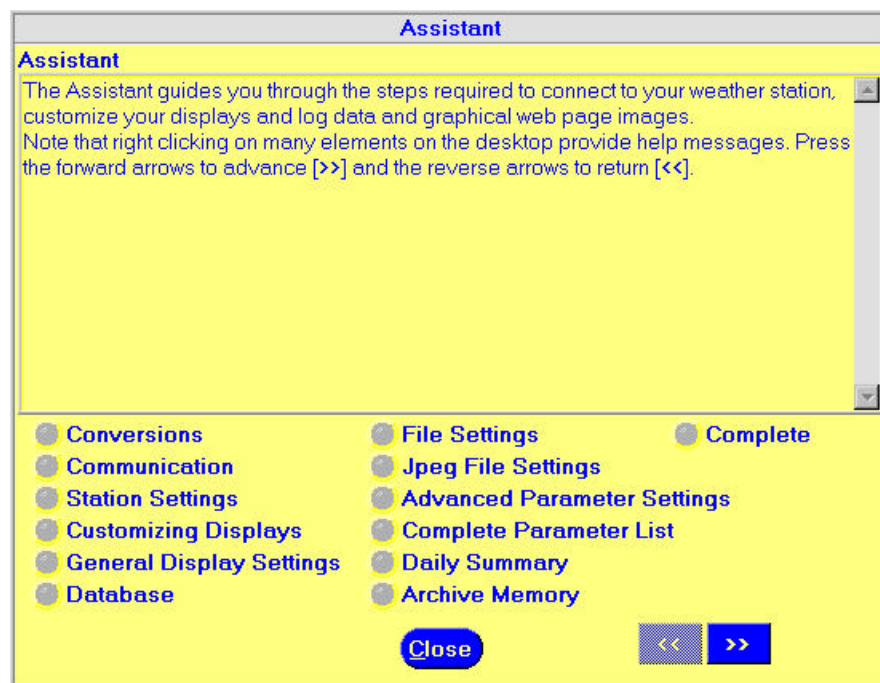 Assistant
Assistant
The Assistant guides you through the steps required to connect to your weather station,
customize your displays and log data and graphical web page images.
Note that right clicking on many elements on the desktop provide help messages. Press
the forward arrows to advance [>>] and the reverse arrows to return [<<].
Conversions
Communication
Station Settings
Customizing Displays
General Display Settings
Database
File Settings
Jpeg File Settings
Advanced Parameter Settings
Complete Parameter List
Daily Summary
Archive Memory
Complete
Close
<< >>